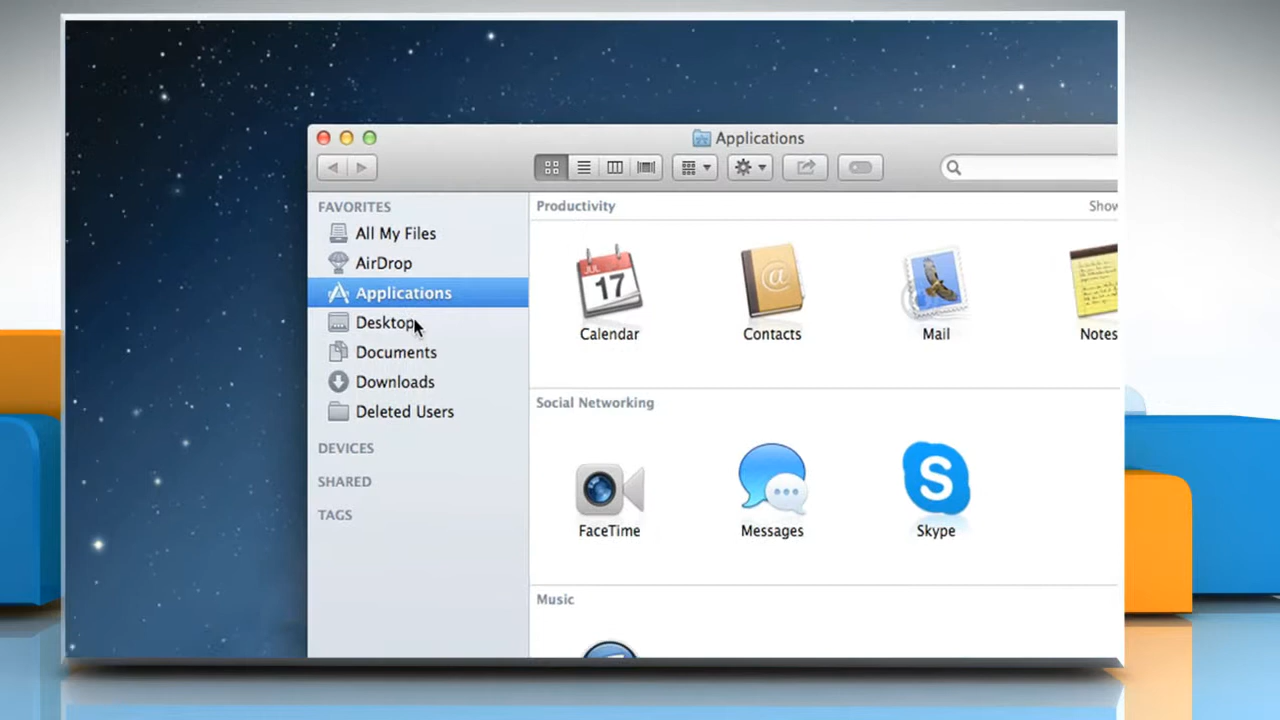 Applications
FAVORITES
All My Files
AirDrop
Applications
Desktop
Documents
Downloads
Deleted Users
DEVICES
SHARED
TAGS
Productivity
Show
JUL
17
@
Calendar
Contacts
Mail
Notes
Social Networking
S
FaceTime
Messages
Skype
Music